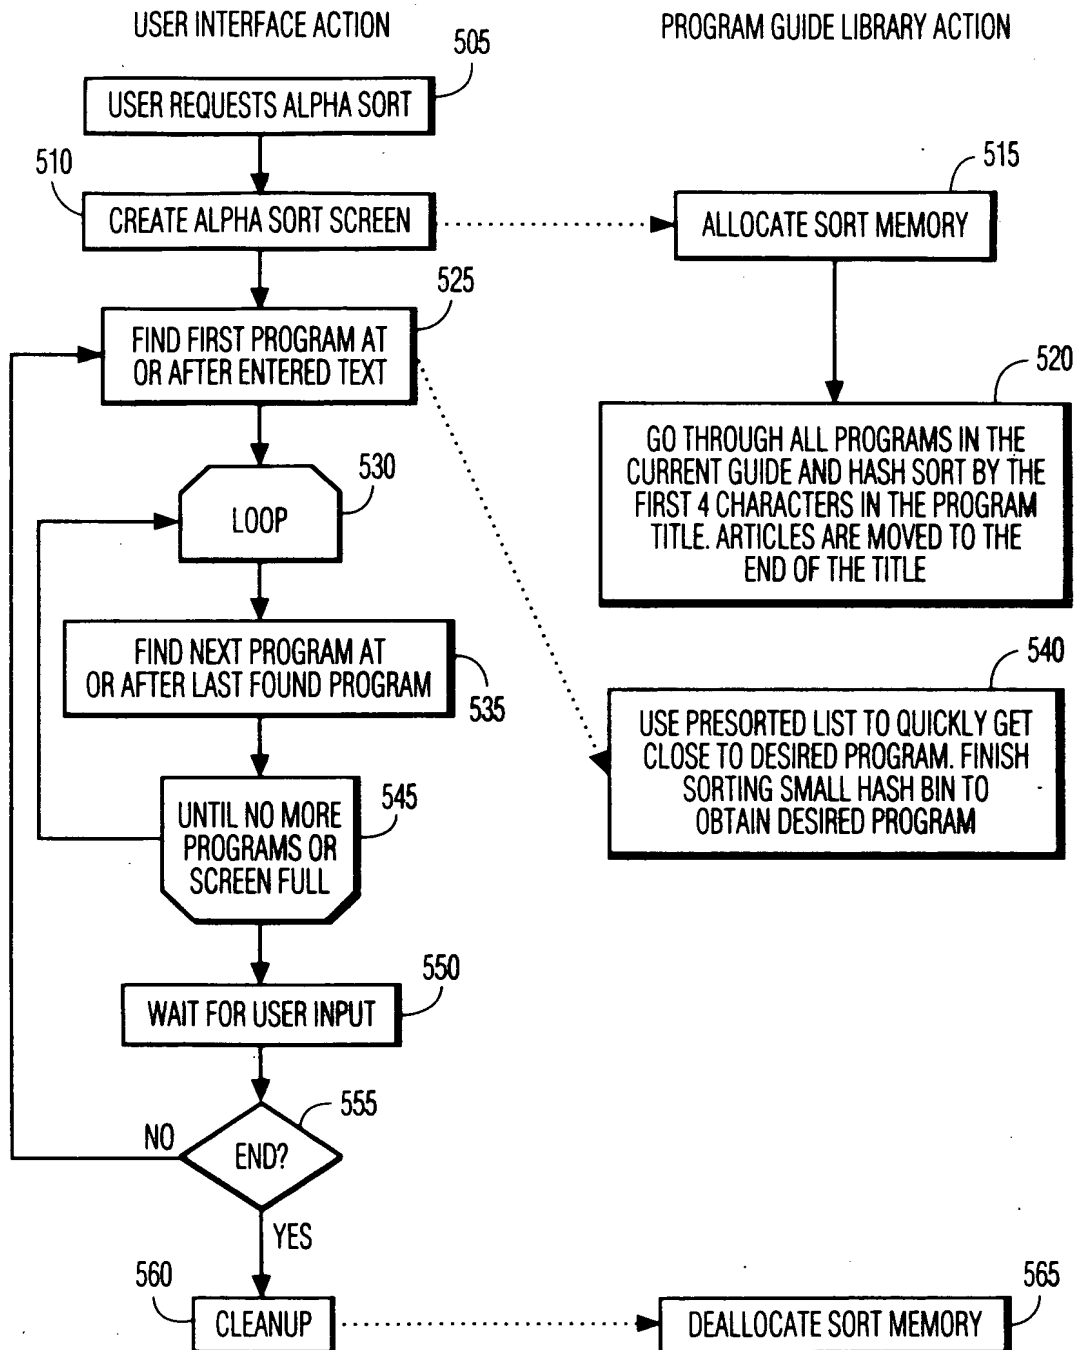 USER INTERFACE ACTION
PROGRAM GUIDE LIBRARY ACTION
505
USER REQUESTS ALPHA SORT
510
CREATE ALPHA SORT SCREEN
515
ALLOCATE SORT MEMORY
525
FIND FIRST PROGRAM AT
OR AFTER ENTERED TEXT
520
GO THROUGH ALL PROGRAMS IN THE
CURRENT GUIDE AND HASH SORT BY THE
FIRST 4 CHARACTERS IN THE PROGRAM
TITLE. ARTICLES ARE MOVED TO THE
END OF THE TITLE
530
LOOP
FIND NEXT PROGRAM AT
OR AFTER LAST FOUND PROGRAM
535
540
USE PRESORTED LIST TO QUICKLY GET
CLOSE TO DESIRED PROGRAM. FINISH
SORTING SMALL HASH BIN TO
OBTAIN DESIRED PROGRAM
545
UNTIL NO MORE
PROGRAMS OR
SCREEN FULL
550
WAIT FOR USER INPUT
555
END?
NO
YES
560
CLEANUP
565
DEALLOCATE SORT MEMORY